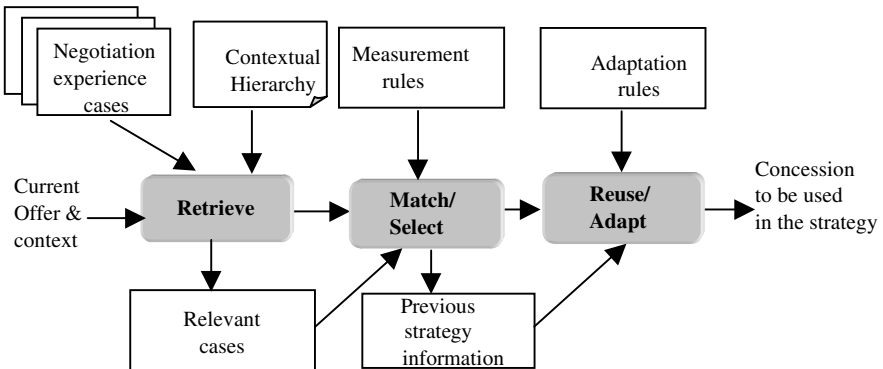 Negotiation
experience
cases
Contextual
Hierarchy
Measurement
rules
Adaptation
rules
Current
Offer &
context
Retrieve
Match/
Select
Reuse/
Adapt
Concession
to be used
in the strategy
Relevant
cases
Previous
strategy
information